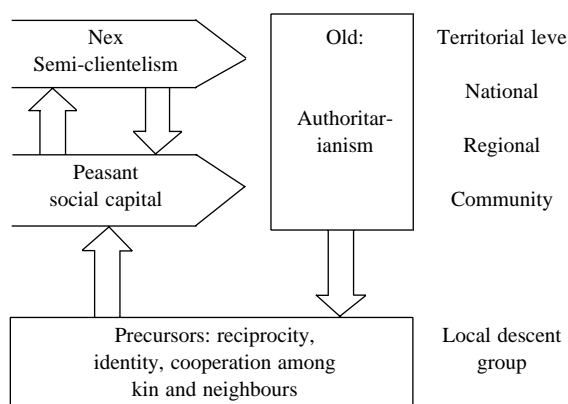 Nex
Semi-clientelism
Peasant
social capital
Old:
Authoritar-
ianism
Territorial leve
National
Regional
Community
Precursors: reciprocity,
identity, cooperation among
kin and neighbours
Local descent
group